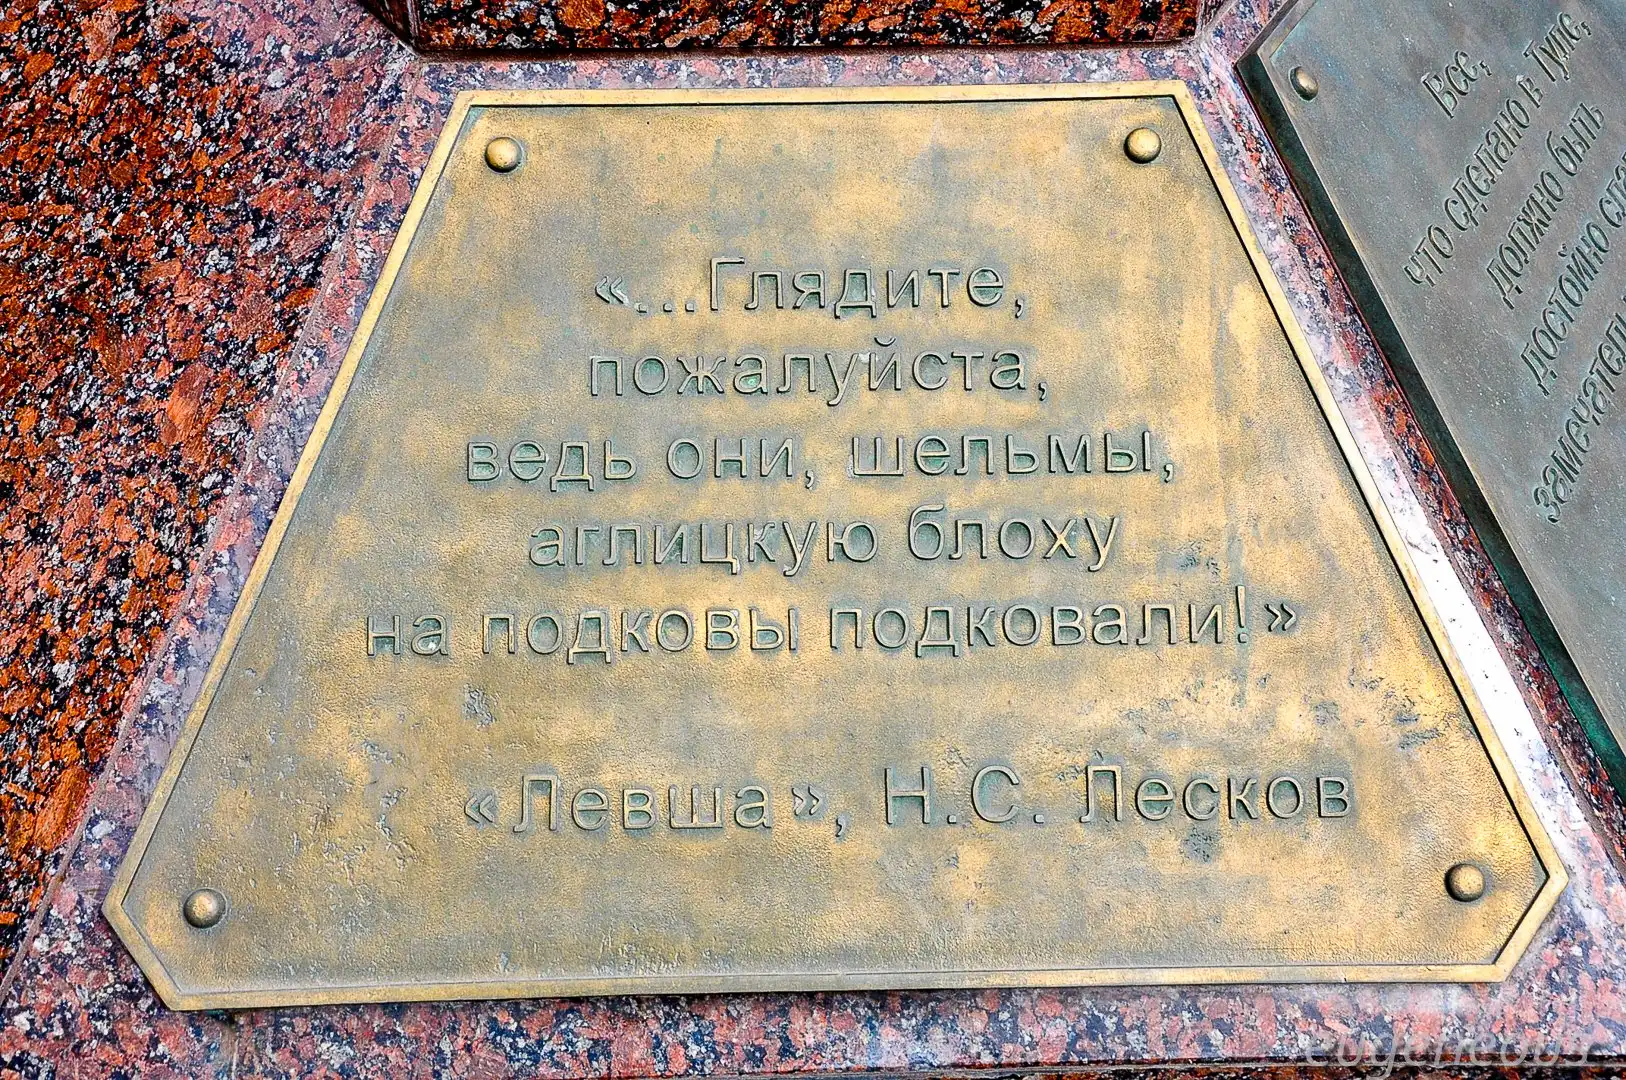 «...Глядите,
пожалуйста,
ведь они, шельмы,
аглицкую блоху
на подковы подковали!»
«Левша», Н.С. Лесков
Все,
что сделано в Туле,
должно быть
достойно
eugeneous